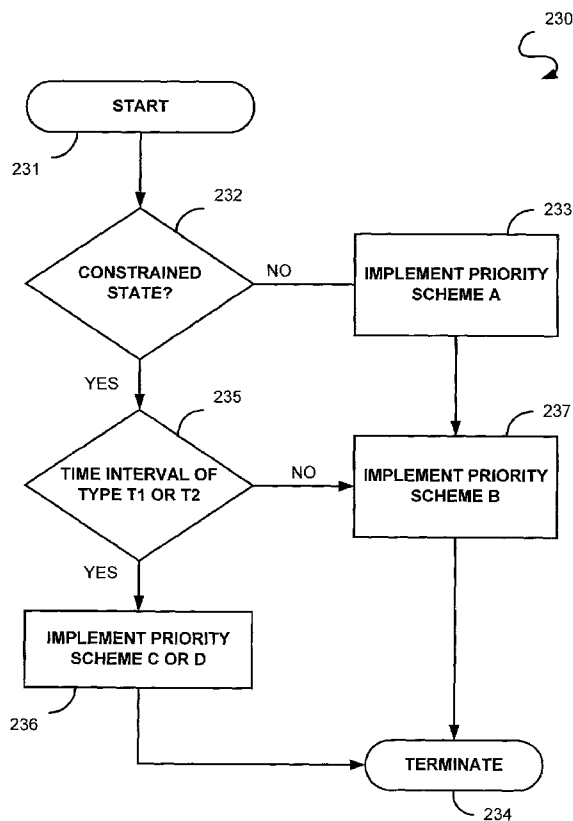 230
START
231
232
233
CONSTRAINED
STATE?
NO
IMPLEMENT PRIORITY
SCHEME A
YES
235
237
TIME INTERVAL OF
TYPE T1 OR T2
NO
IMPLEMENT PRIORITY
SCHEME B
YES
IMPLEMENT PRIORITY
SCHEME C OR D
236
TERMINATE
234